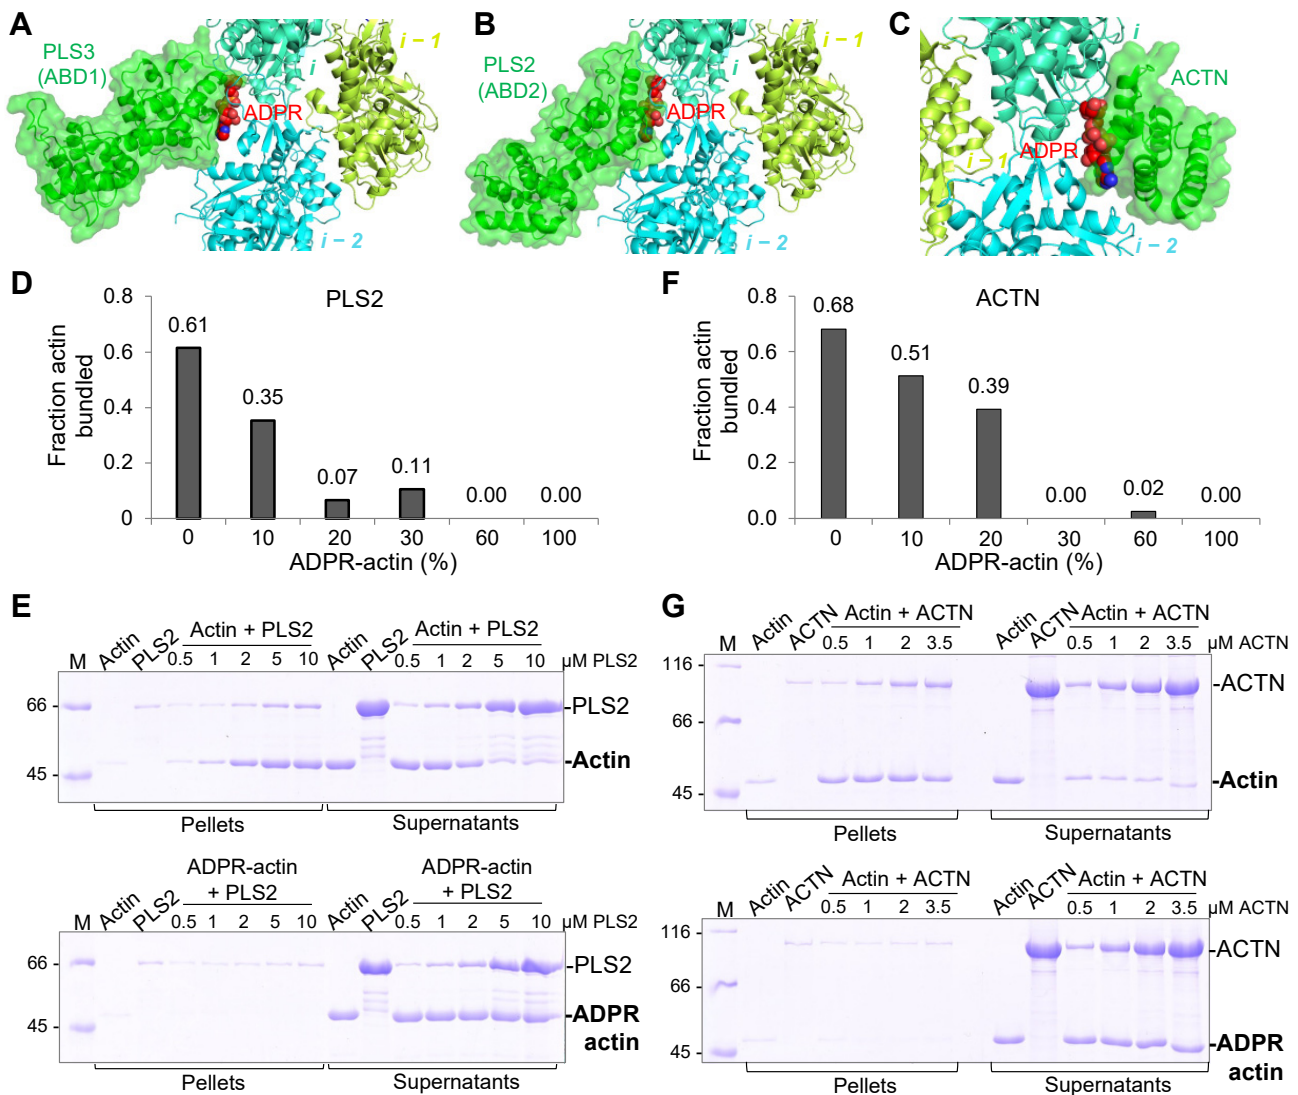 A
PLS3
(ABD1)
ADPR
i
i − 1
i − 2
B
PLS2
(ABD2)
ADPR
i
i − 1
i − 2
C
i
ACTN
i − 1
ADPR
i − 2
D
PLS2
Fraction actin
bundled
0.8
0.6
0.4
0.2
0
0.61
0.35
0.07
0.11
0.00
0.00
0 10 20 30 60 100
ADPR-actin (%)
F
ACTN
Fraction actin
bundled
0.8
0.6
0.4
0.2
0.0
0.68
0.51
0.39
0.00
0.02
0.00
0 10 20 30 60 100
ADPR-actin (%)
E
M Actin PLS2 Actin + PLS2 Actin PLS2 Actin + PLS2
0.5 1 2 5 10 0.5 1 2 5 10 µM PLS2
66 -PLS2
45 -Actin
Pellets Supernatants
ADPR-actin ADPR-actin
M Actin PLS2 + PLS2 Actin PLS2 + PLS2
0.5 1 2 5 10 0.5 1 2 5 10 µM PLS2
66 -PLS2
45 -ADPR
actin
Pellets Supernatants
G
M Actin ACTN Actin + ACTN Actin ACTN Actin + ACTN
0.5 1 2 3.5 0.5 1 2 3.5 µM ACTN
116 -ACTN
66
45 -Actin
Pellets Supernatants
M Actin ACTN Actin + ACTN Actin ACTN Actin + ACTN
0.5 1 2 3.5 0.5 1 2 3.5 µM ACTN
116 -ACTN
66
45 -ADPR
actin
Pellets Supernatants